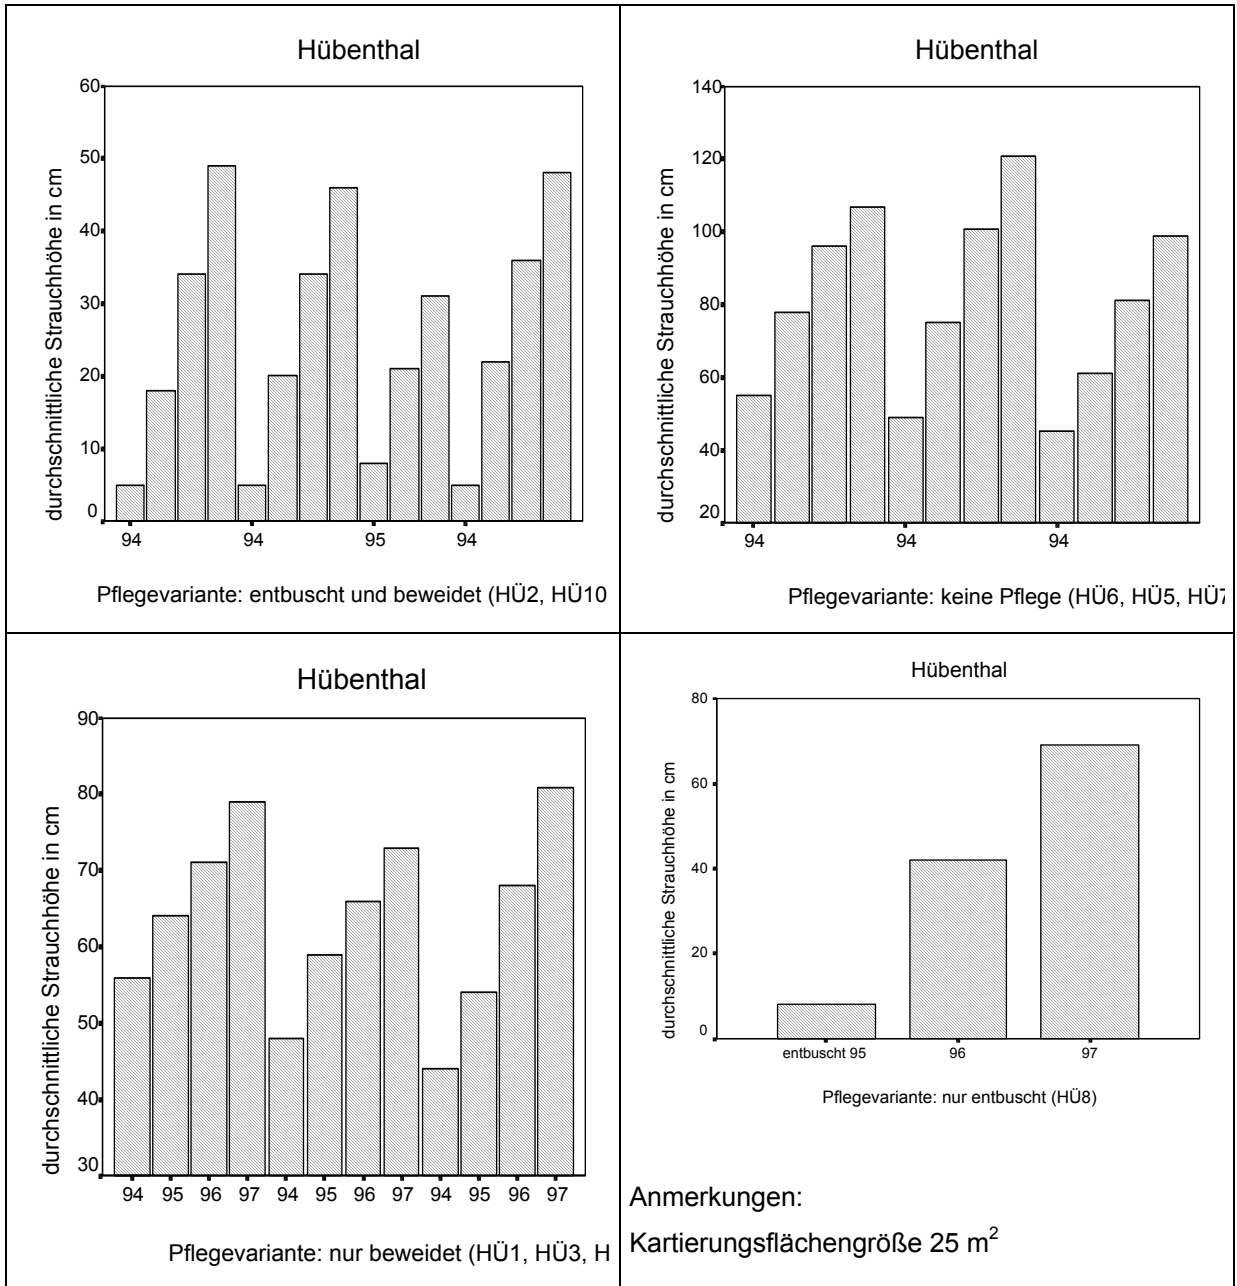 Hübenthal
durchschnittliche Strauchhöhe in cm
60
50
40
30
20
10
0
94 94 95 94
Pflegevariante: entbuscht und beweidet (HÜ2, HÜ10
Hübenthal
durchschnittliche Strauchhöhe in cm
140
120
100
80
60
40
20
94 94 94
Pflegevariante: keine Pflege (HÜ6, HÜ5, HÜ7
Hübenthal
durchschnittliche Strauchhöhe in cm
90
80
70
60
50
40
30
94 95 96 97 94 95 96 97 94 95 96 97
Pflegevariante: nur beweidet (HÜ1, HÜ3, H
Hübenthal
durchschnittliche Strauchhöhe in cm
80
60
40
20
0
entbuscht 95 96 97
Pflegevariante: nur entbuscht (HÜ8)
Anmerkungen:
Kartierungsflächengröße 25 m²